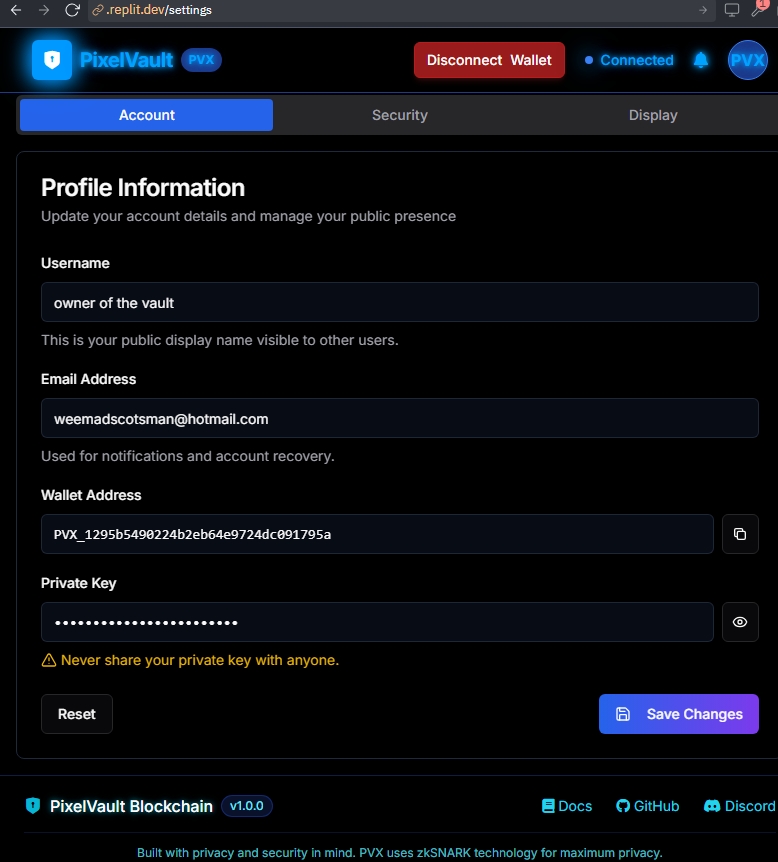 .replit.dev/settings
1
PixelVault PVX
Disconnect Wallet
Connected
PVX
Account Security Display
Profile Information
Update your account details and manage your public presence
Username
owner of the vault
This is your public display name visible to other users.
Email Address
weemadscotsman@hotmail.com
Used for notifications and account recovery.
Wallet Address
PVX_1295b5490224b2eb64e9724dc091795a
Private Key
••••••••••••••••••••••••
Never share your private key with anyone.
Reset Save Changes
PixelVault Blockchain v1.0.0 Docs GitHub Discord
Built with privacy and security in mind. PVX uses zkSNARK technology for maximum privacy.